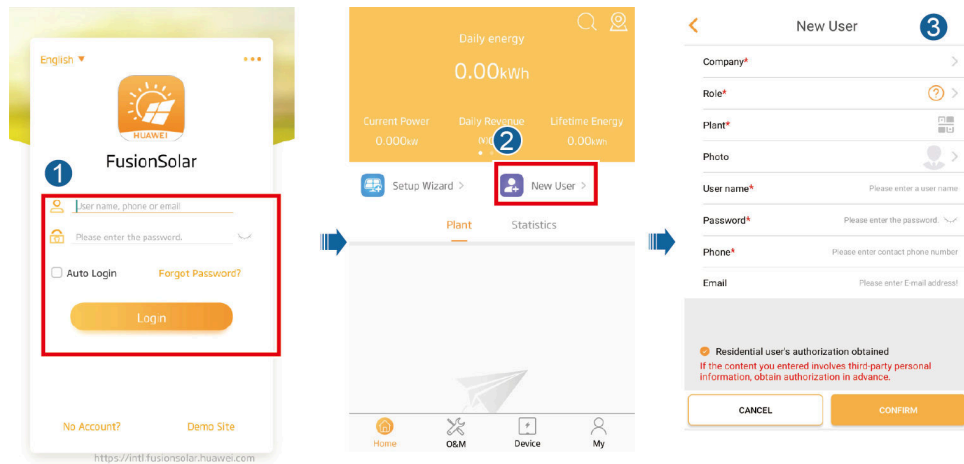 English ▼
HUAWEI
FusionSolar
1
User name, phone or email
Please enter the password.
Auto Login
Forgot Password?
Login
No Account?
Demo Site
https://intl.fusionsolar.huawei.com
Daily energy
0.00kWh
Current Power
Daily Revenue
Lifetime Energy
0.000kW
0.00kWh
2
Setup Wizard >
New User >
Plant
Statistics
Home
O&M
Device
My
New User
3
Company*
Role*
Plant*
Photo
User name*
Please enter a user name
Password*
Please enter the password.
Phone*
Please enter contact phone number
Email
Please enter E-mail address!
Residential user's authorization obtained
If the content you entered involves third-party personal
information, obtain authorization in advance.
CANCEL
CONFIRM